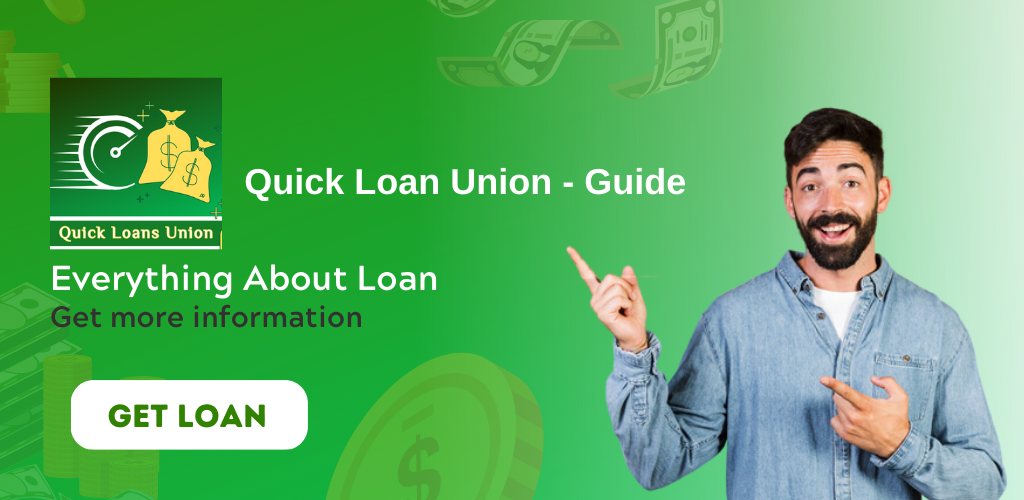 Quick Loans Union
Quick Loan Union - Guide
Everything About Loan
Get more information
GET LOAN